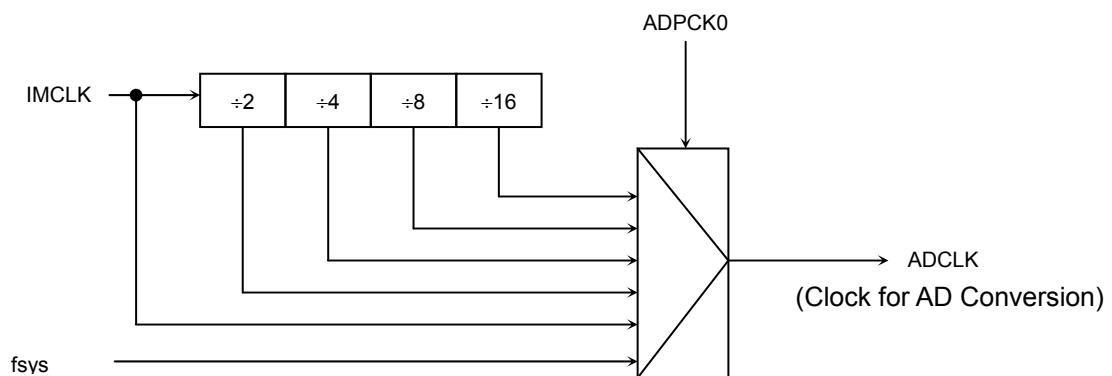 ADPCK0
IMCLK
÷2 ÷4 ÷8 ÷16
ADCLK
(Clock for AD Conversion)
fsys